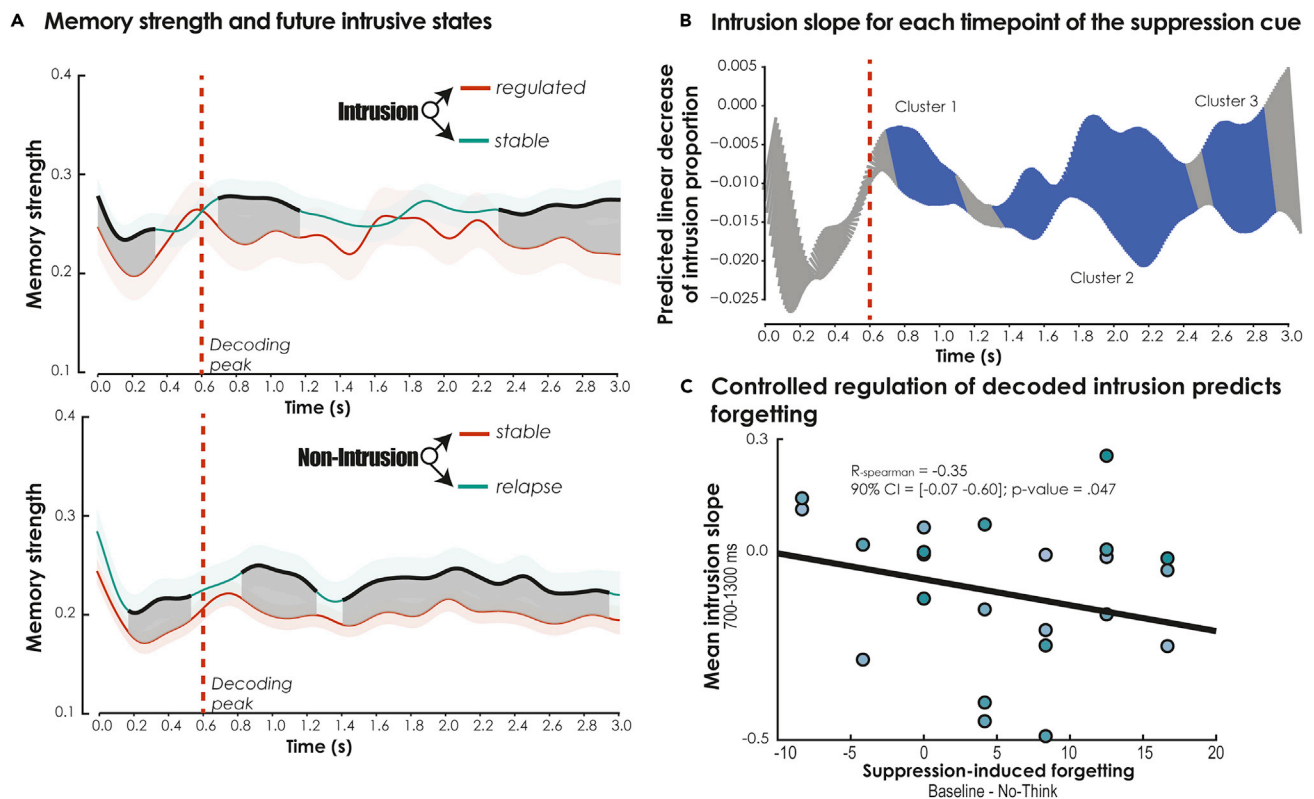 A Memory strength and future intrusive states
0.4
0.3
0.2
0.1
Memory strength
Intrusion
regulated
stable
Decoding
peak
0.0 0.2 0.4 0.6 0.8 1.0 1.2 1.4 1.6 1.8 2.0 2.2 2.4 2.6 2.8 3.0
Time (s)
0.4
0.3
0.2
0.1
Memory strength
Non-Intrusion
stable
relapse
Decoding
peak
0.0 0.2 0.4 0.6 0.8 1.0 1.2 1.4 1.6 1.8 2.0 2.2 2.4 2.6 2.8 3.0
Time (s)
B Intrusion slope for each timepoint of the suppression cue
Predicted linear decrease
of intrusion proportion
0.005
0.000
−0.005
−0.010
−0.015
−0.020
−0.025
Cluster 1
Cluster 3
Cluster 2
0.0 0.2 0.4 0.6 0.8 1.0 1.2 1.4 1.6 1.8 2.0 2.2 2.4 2.6 2.8 3.0
Time (s)
C Controlled regulation of decoded intrusion predicts
forgetting
0.3
0.0
-0.5
Mean intrusion slope
700-1300 ms
R-spearman = -0.35
90% CI = [-0.07 -0.60]; p-value = .047
-10 -5 0 5 10 15 20
Suppression-induced forgetting
Baseline - No-Think